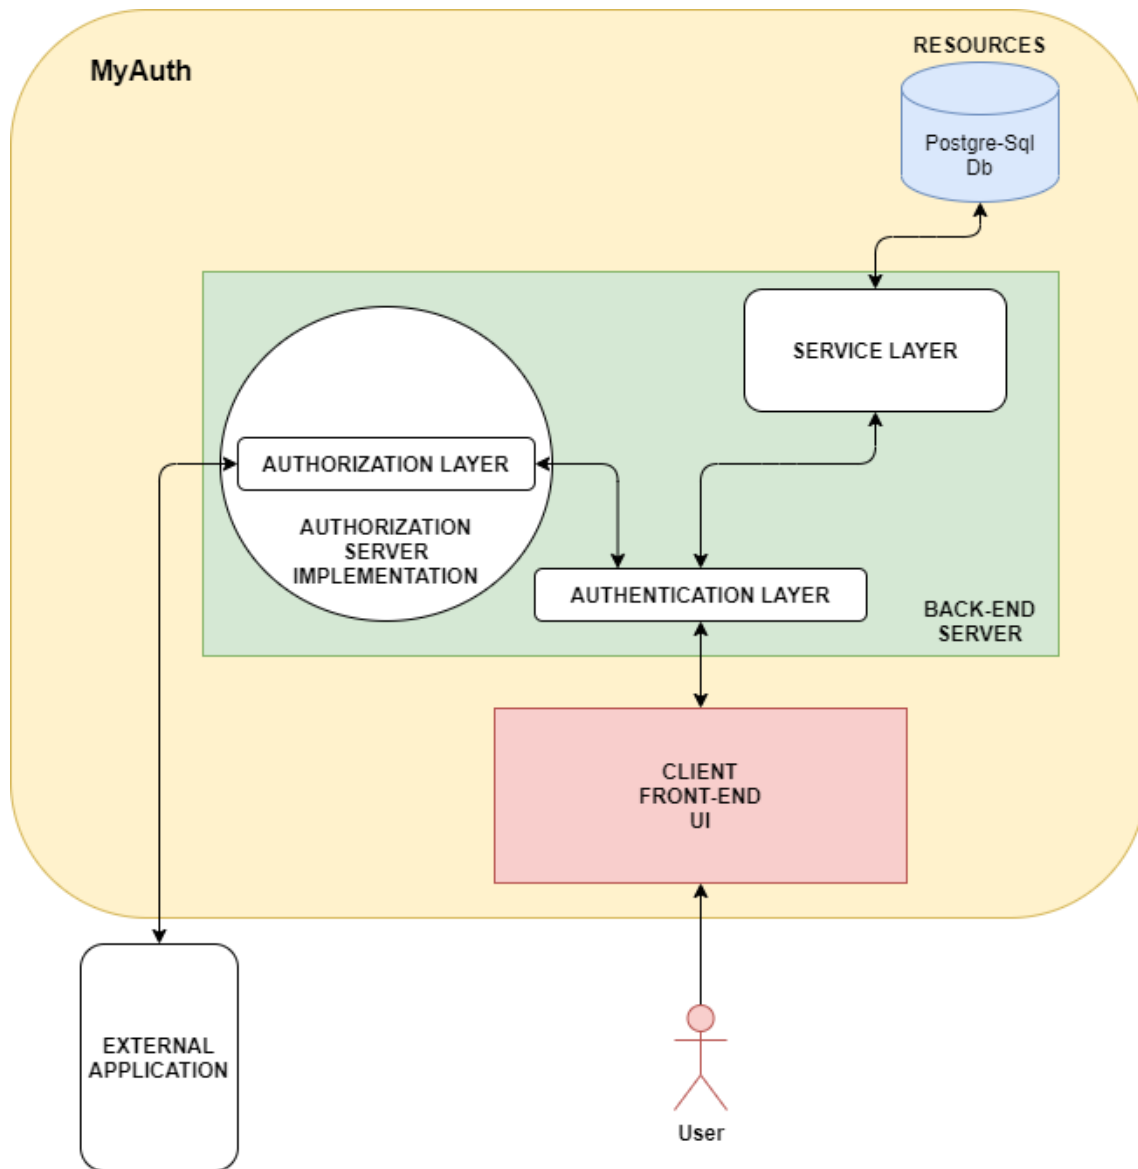 MyAuth
RESOURCES
Postgre-Sql
Db
SERVICE LAYER
AUTHORIZATION LAYER
AUTHORIZATION
SERVER
IMPLEMENTATION
AUTHENTICATION LAYER
BACK-END
SERVER
CLIENT
FRONT-END
UI
EXTERNAL
APPLICATION
User